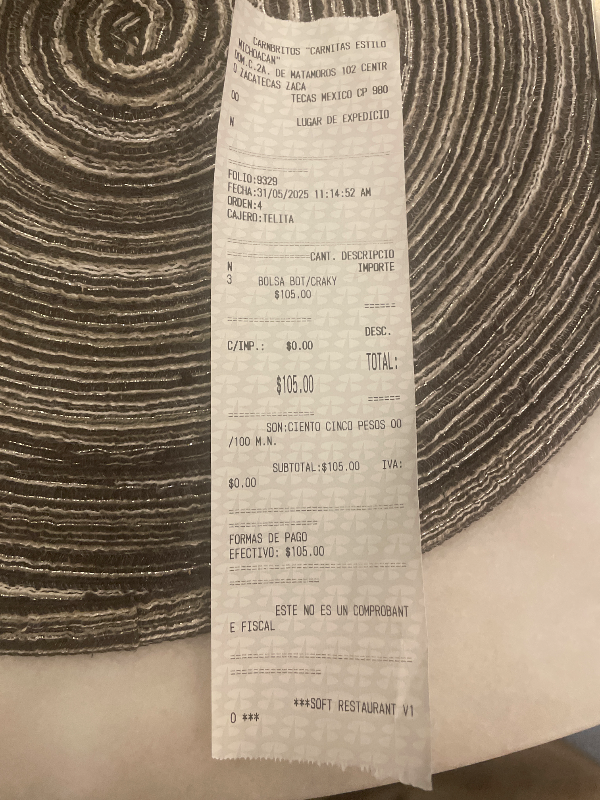 CARNBRITOS "CARNITAS ESTILO
MICHOACAN"
DOM.C.2A. DE MATAMOROS 102 CENTR
O ZACATECAS ZACA
TECAS MEXICO CP 980
00
LUGAR DE EXPEDICIO
N
================================
================
FOLIO:9329
FECHA:31/05/2025 11:14:52 AM
ORDEN:4
CAJERO:TELITA
================CANT. DESCRIPCIO
N IMPORTE
3 BOLSA BOT/CRAKY
$105.00
======
================
DESC.
C/IMP.: $0.00
TOTAL:
$105.00
======
================
SON:CIENTO CINCO PESOS 00
/100 M.N.
SUBTOTAL:$105.00 IVA:
$0.00
================================
================
FORMAS DE PAGO
EFECTIVO: $105.00
================================
================
ESTE NO ES UN COMPROBANT
E FISCAL
================================
================
***SOFT RESTAURANT V1
0 ***